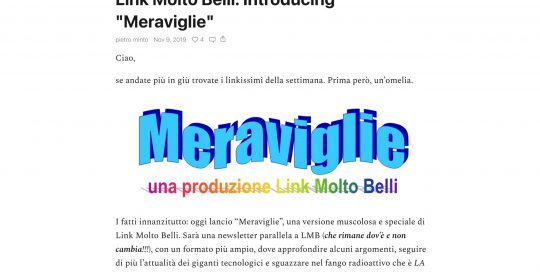 Link Molto Belli: Introducing
"Meraviglie"
pietro minto Nov 9, 2019 4
Ciao,
se andate più in giù trovate i linkissimi della settimana. Prima però, un'omelia.
Meraviglie
una produzione Link Molto Belli
I fatti innanzitutto: oggi lancio “Meraviglie”, una versione muscolosa e speciale di
Link Molto Belli. Sarà una newsletter parallela a LMB (che rimane dov'è e non
cambia!!!), con un formato più ampio, dove approfondire alcuni argomenti, seguire
di più l'attualità dei giganti tecnologici e sguazzare nel fango radioattivo che è LA